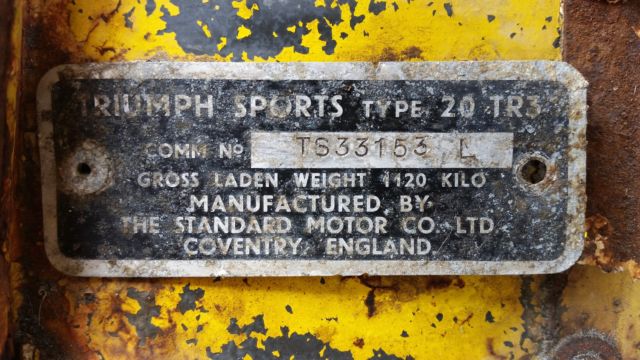 TRIUMPH SPORTS TYPE 20 TR3
COMM Nº TS33153 L
GROSS LADEN WEIGHT 1120 KILO
MANUFACTURED BY
THE STANDARD MOTOR CO. LTD
COVENTRY, ENGLAND